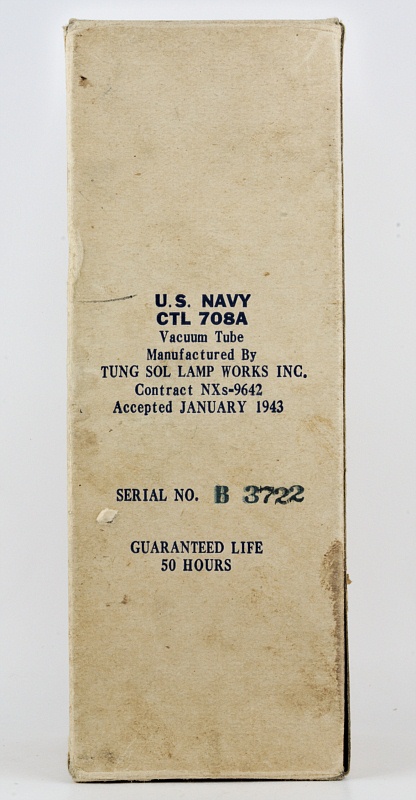 U.S. NAVY
CTL 708A
Vacuum Tube
Manufactured By
TUNG SOL LAMP WORKS INC.
Contract NXs-9642
Accepted JANUARY 1943
SERIAL NO. B 3722
GUARANTEED LIFE
50 HOURS